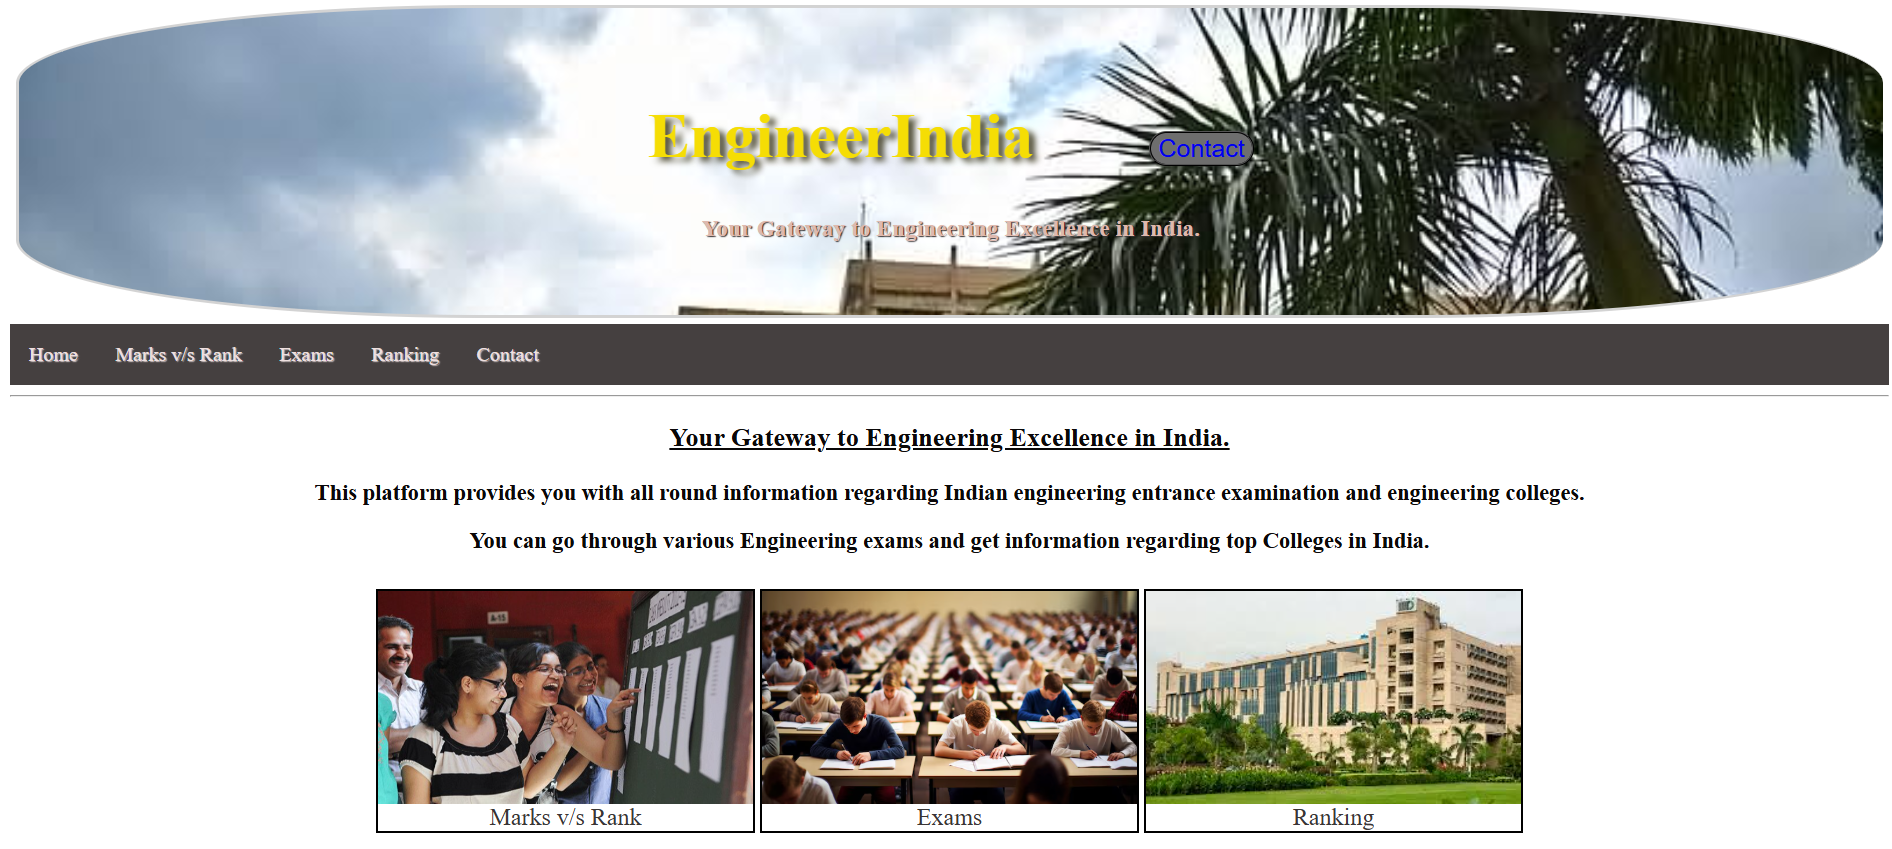 EngineerIndia
Contact
Your Gateway to Engineering Excellence in India.
Home Marks v/s Rank Exams Ranking Contact
Your Gateway to Engineering Excellence in India.
This platform provides you with all round information regarding Indian engineering entrance examination and engineering colleges.
You can go through various Engineering exams and get information regarding top Colleges in India.
A-15
Marks v/s Rank
Exams
Ranking